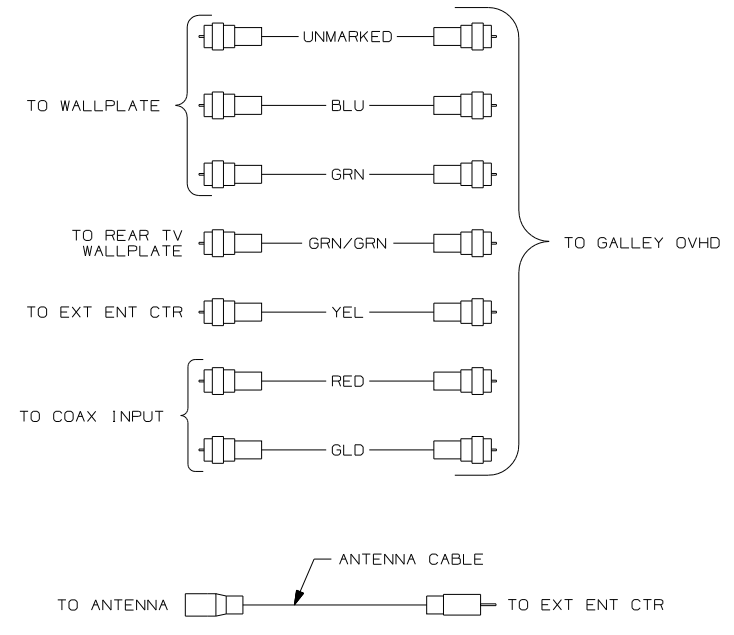 UNMARKED
TO WALLPLATE
BLU
GRN
TO REAR TV
WALLPLATE
GRN/GRN
TO GALLEY OVHD
TO EXT ENT CTR
YEL
RED
TO COAX INPUT
GLD
ANTENNA CABLE
TO ANTENNA
TO EXT ENT CTR